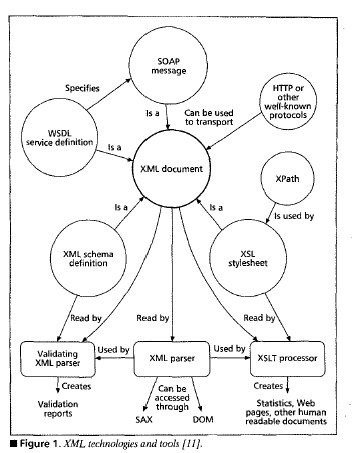 SOAP
message
Specifies
HTTP or
other
well-known
protocols
WSDL
service definition
Is a
Can be used
to transport
Is a
XML document
XPath
Is a
Is a
Is used by
XML schema
definition
XSL
stylesheet
Read by
Read by
Read by
Validating
XML parser
Used by
XML parser
Used by
XSLT processor
Creates
Can be
accessed
through
Creates
Validation
reports
SAX
DOM
Statistics, Web
pages, other human
readable documents
■ Figure 1. XML technologies and tools [11].